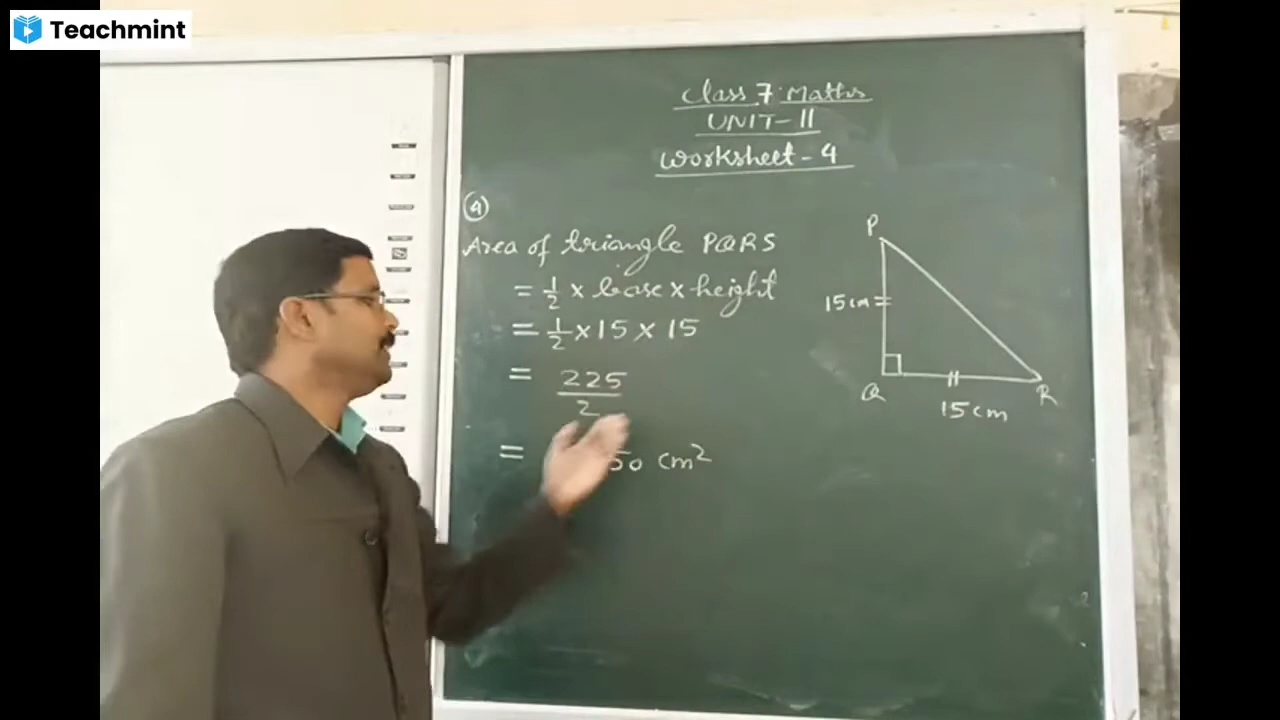 Teachmint
Class 7 : Maths
UNIT-II
Worksheet-4
4
Area of triangle PQRS
= 1/2 x base x height
= 1/2 x 15 x 15
= 225/2
= 50 cm²
P
15cm
Q
15cm
R